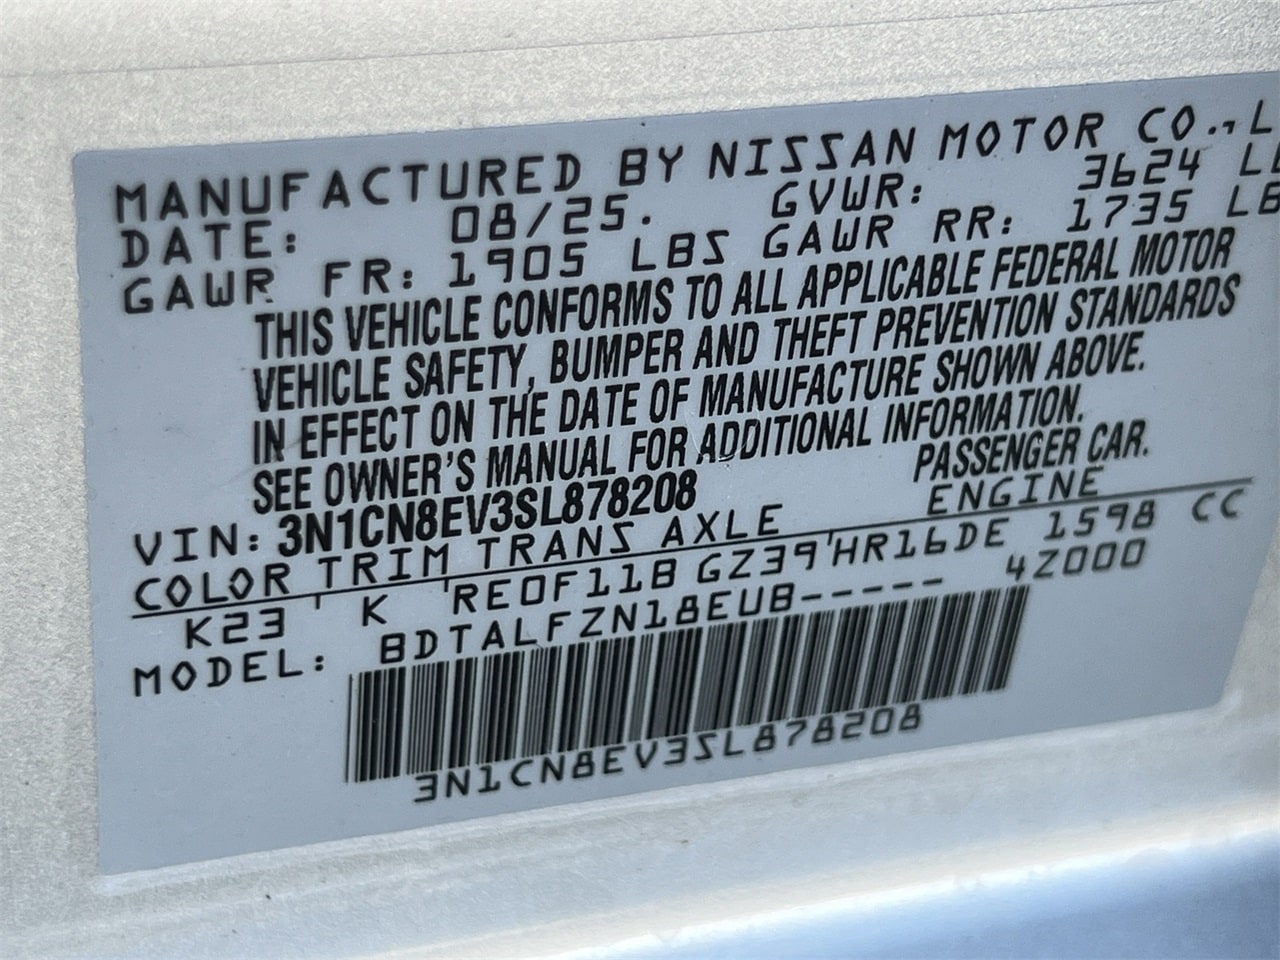 MANUFACTURED BY NISSAN MOTOR CO., L
DATE: 08/25. GVWR: 3624 LB
GAWR FR: 1905 LBS GAWR RR: 1735 LB
THIS VEHICLE CONFORMS TO ALL APPLICABLE FEDERAL MOTOR
VEHICLE SAFETY, BUMPER AND THEFT PREVENTION STANDARDS
IN EFFECT ON THE DATE OF MANUFACTURE SHOWN ABOVE.
SEE OWNER'S MANUAL FOR ADDITIONAL INFORMATION.
VIN: 3N1CN8EV3SL878208 PASSENGER CAR.
COLOR TRIM TRANS AXLE ENGINE
K23 K RE0F11B GZ39 HR16DE 1598 CC
MODEL: BDTALFZN18EUB----- 4Z000
3N1CN8EV3SL878208